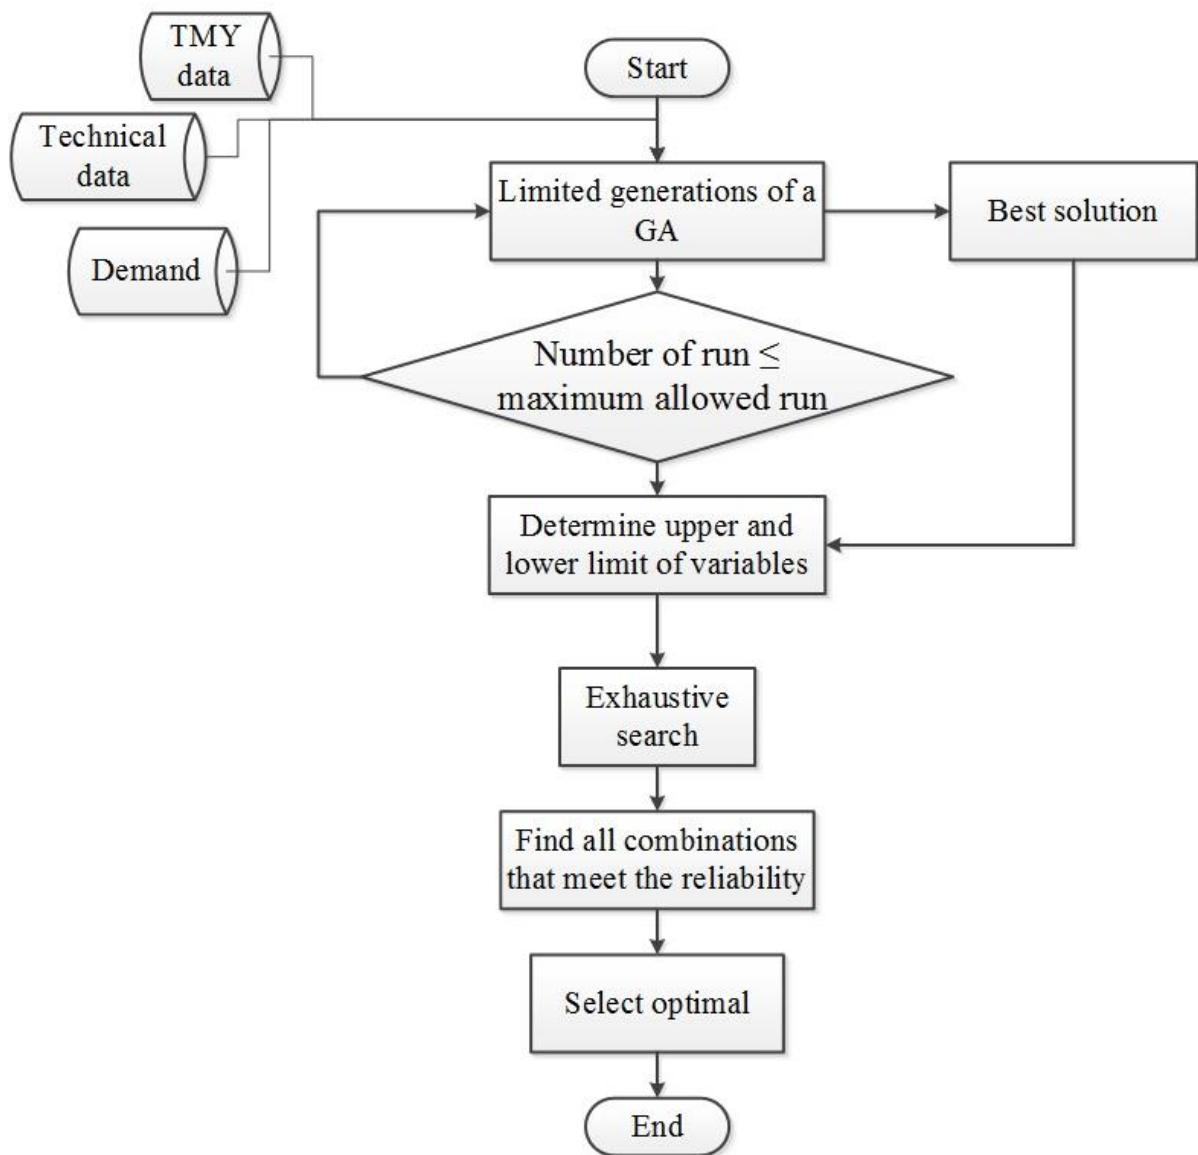 TMY
data
Start
Technical
data
Limited generations of a
GA
Best solution
Demand
Number of run ≤
maximum allowed run
Determine upper and
lower limit of variables
Exhaustive
search
Find all combinations
that meet the reliability
Select optimal
End